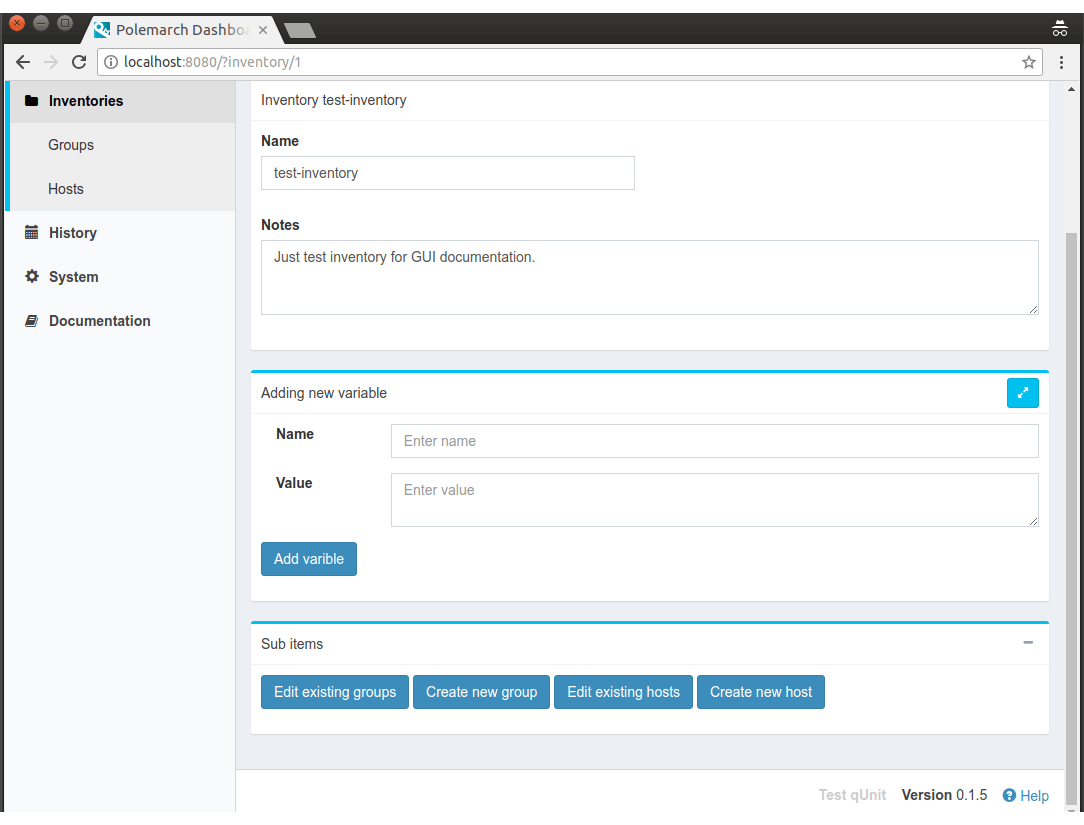 Polemarch Dashboa
localhost:8080/?inventory/1
Inventories
Groups
Hosts
History
System
Documentation
Inventory test-inventory
Name
test-inventory
Notes
Just test inventory for GUI documentation.
Adding new variable
Name
Enter name
Value
Enter value
Add varible
Sub items
Edit existing groups Create new group Edit existing hosts Create new host
Test qUnit Version 0.1.5 Help